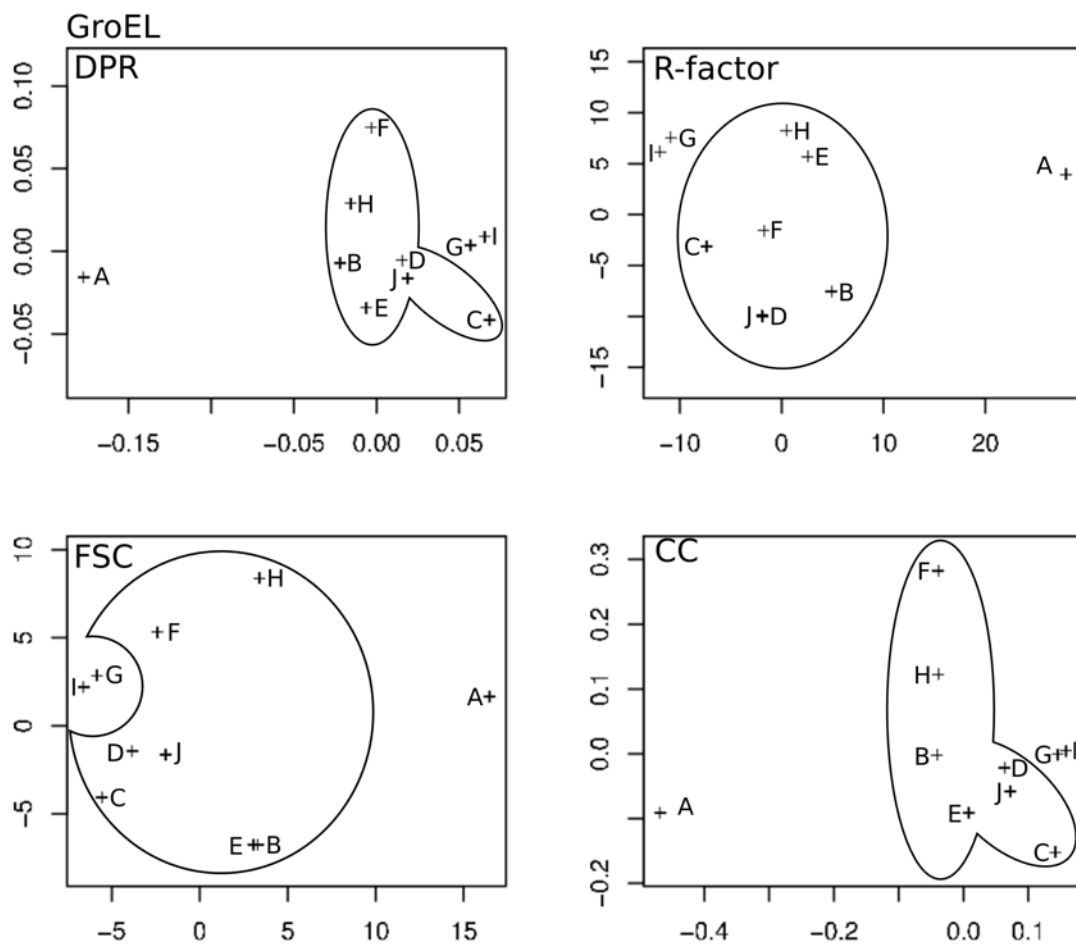 GroEL
DPR
0.10
0.05
0.00
−0.05
F
H
B
D
G
I
A
J
E
C
−0.15
−0.05
0.00
0.05
R-factor
15
10
5
0
−5
−15
H
G
I
E
A
F
C
B
J
D
−10
0
10
20
FSC
10
5
0
−5
H
F
G
I
A
D
J
C
E
B
−5
0
5
10
15
CC
0.3
0.2
0.1
0.0
−0.2
F
H
B
G
I
D
J
A
E
C
−0.4
−0.2
0.0
0.1